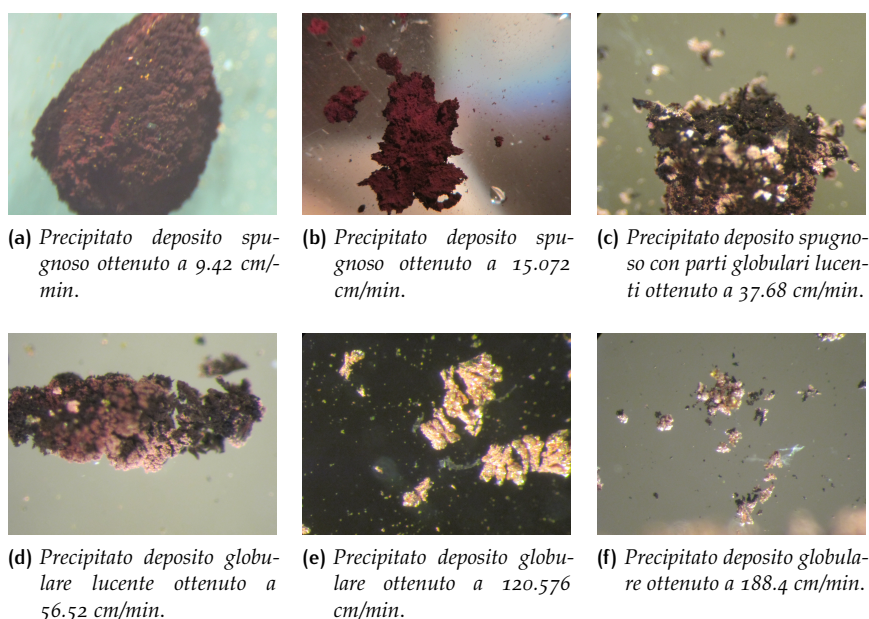 (a) Precipitato deposito spu-
gnoso ottenuto a 9.42 cm/-
min.
(b) Precipitato deposito spu-
gnoso ottenuto a 15.072
cm/min.
(c) Precipitato deposito spugno-
so con parti globulari lucen-
ti ottenuto a 37.68 cm/min.
(d) Precipitato deposito globu-
lare lucente ottenuto a
56.52 cm/min.
(e) Precipitato deposito globu-
lare ottenuto a 120.576
cm/min.
(f) Precipitato deposito globula-
re ottenuto a 188.4 cm/min.